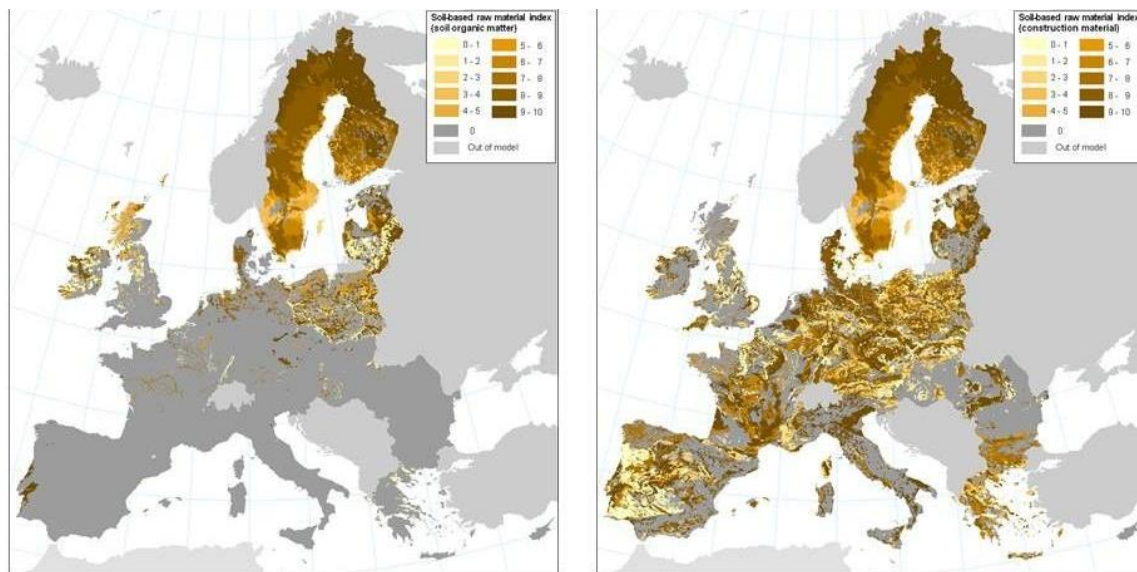 Soil-based raw material index
(soil organic matter)
0 - 1
1 - 2
2 - 3
3 - 4
4 - 5
5 - 6
6 - 7
7 - 8
8 - 9
9 - 10
0
Out of model
Soil-based raw material index
(construction material)
0 - 1
1 - 2
2 - 3
3 - 4
4 - 5
5 - 6
6 - 7
7 - 8
8 - 9
9 - 10
0
Out of model